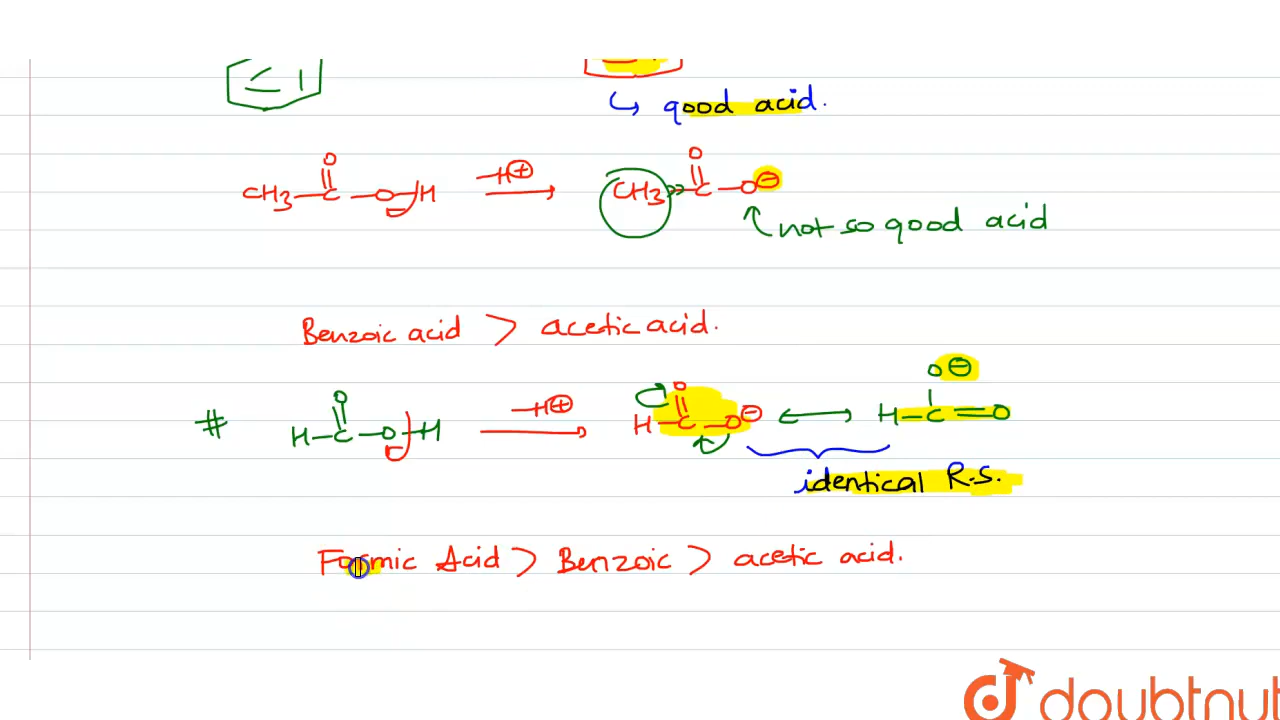 ≤ 1
↳ good acid.
O O
CH3-C-O-H -H⊕ → CH3»C-O⊖
not so good acid
Benzoic acid > acetic acid.
O O O⊖
# H-C-O-H -H⊕ → H-C-O⊖ ↔ H-C=O
identical R.S.
Formic Acid > Benzoic > acetic acid.
doubtnut